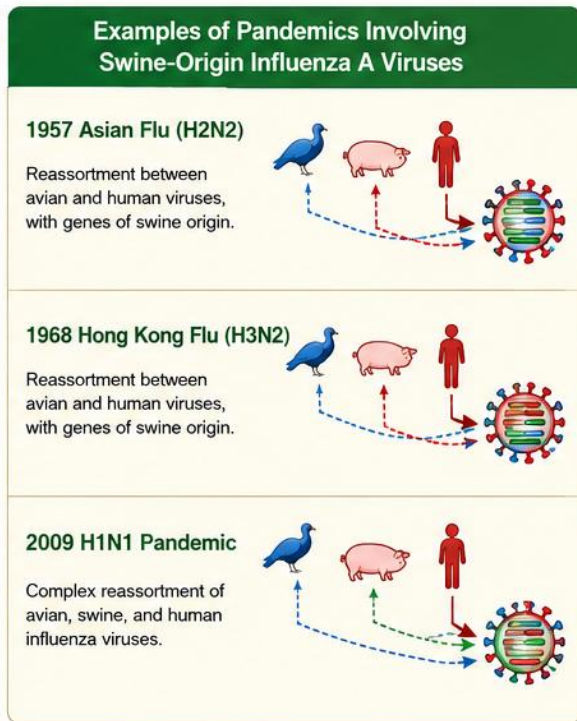 Examples of Pandemics Involving
Swine-Origin Influenza A Viruses
1957 Asian Flu (H2N2)
Reassortment between
avian and human viruses,
with genes of swine origin.
1968 Hong Kong Flu (H3N2)
Reassortment between
avian and human viruses,
with genes of swine origin.
2009 H1N1 Pandemic
Complex reassortment of
avian, swine, and human
influenza viruses.